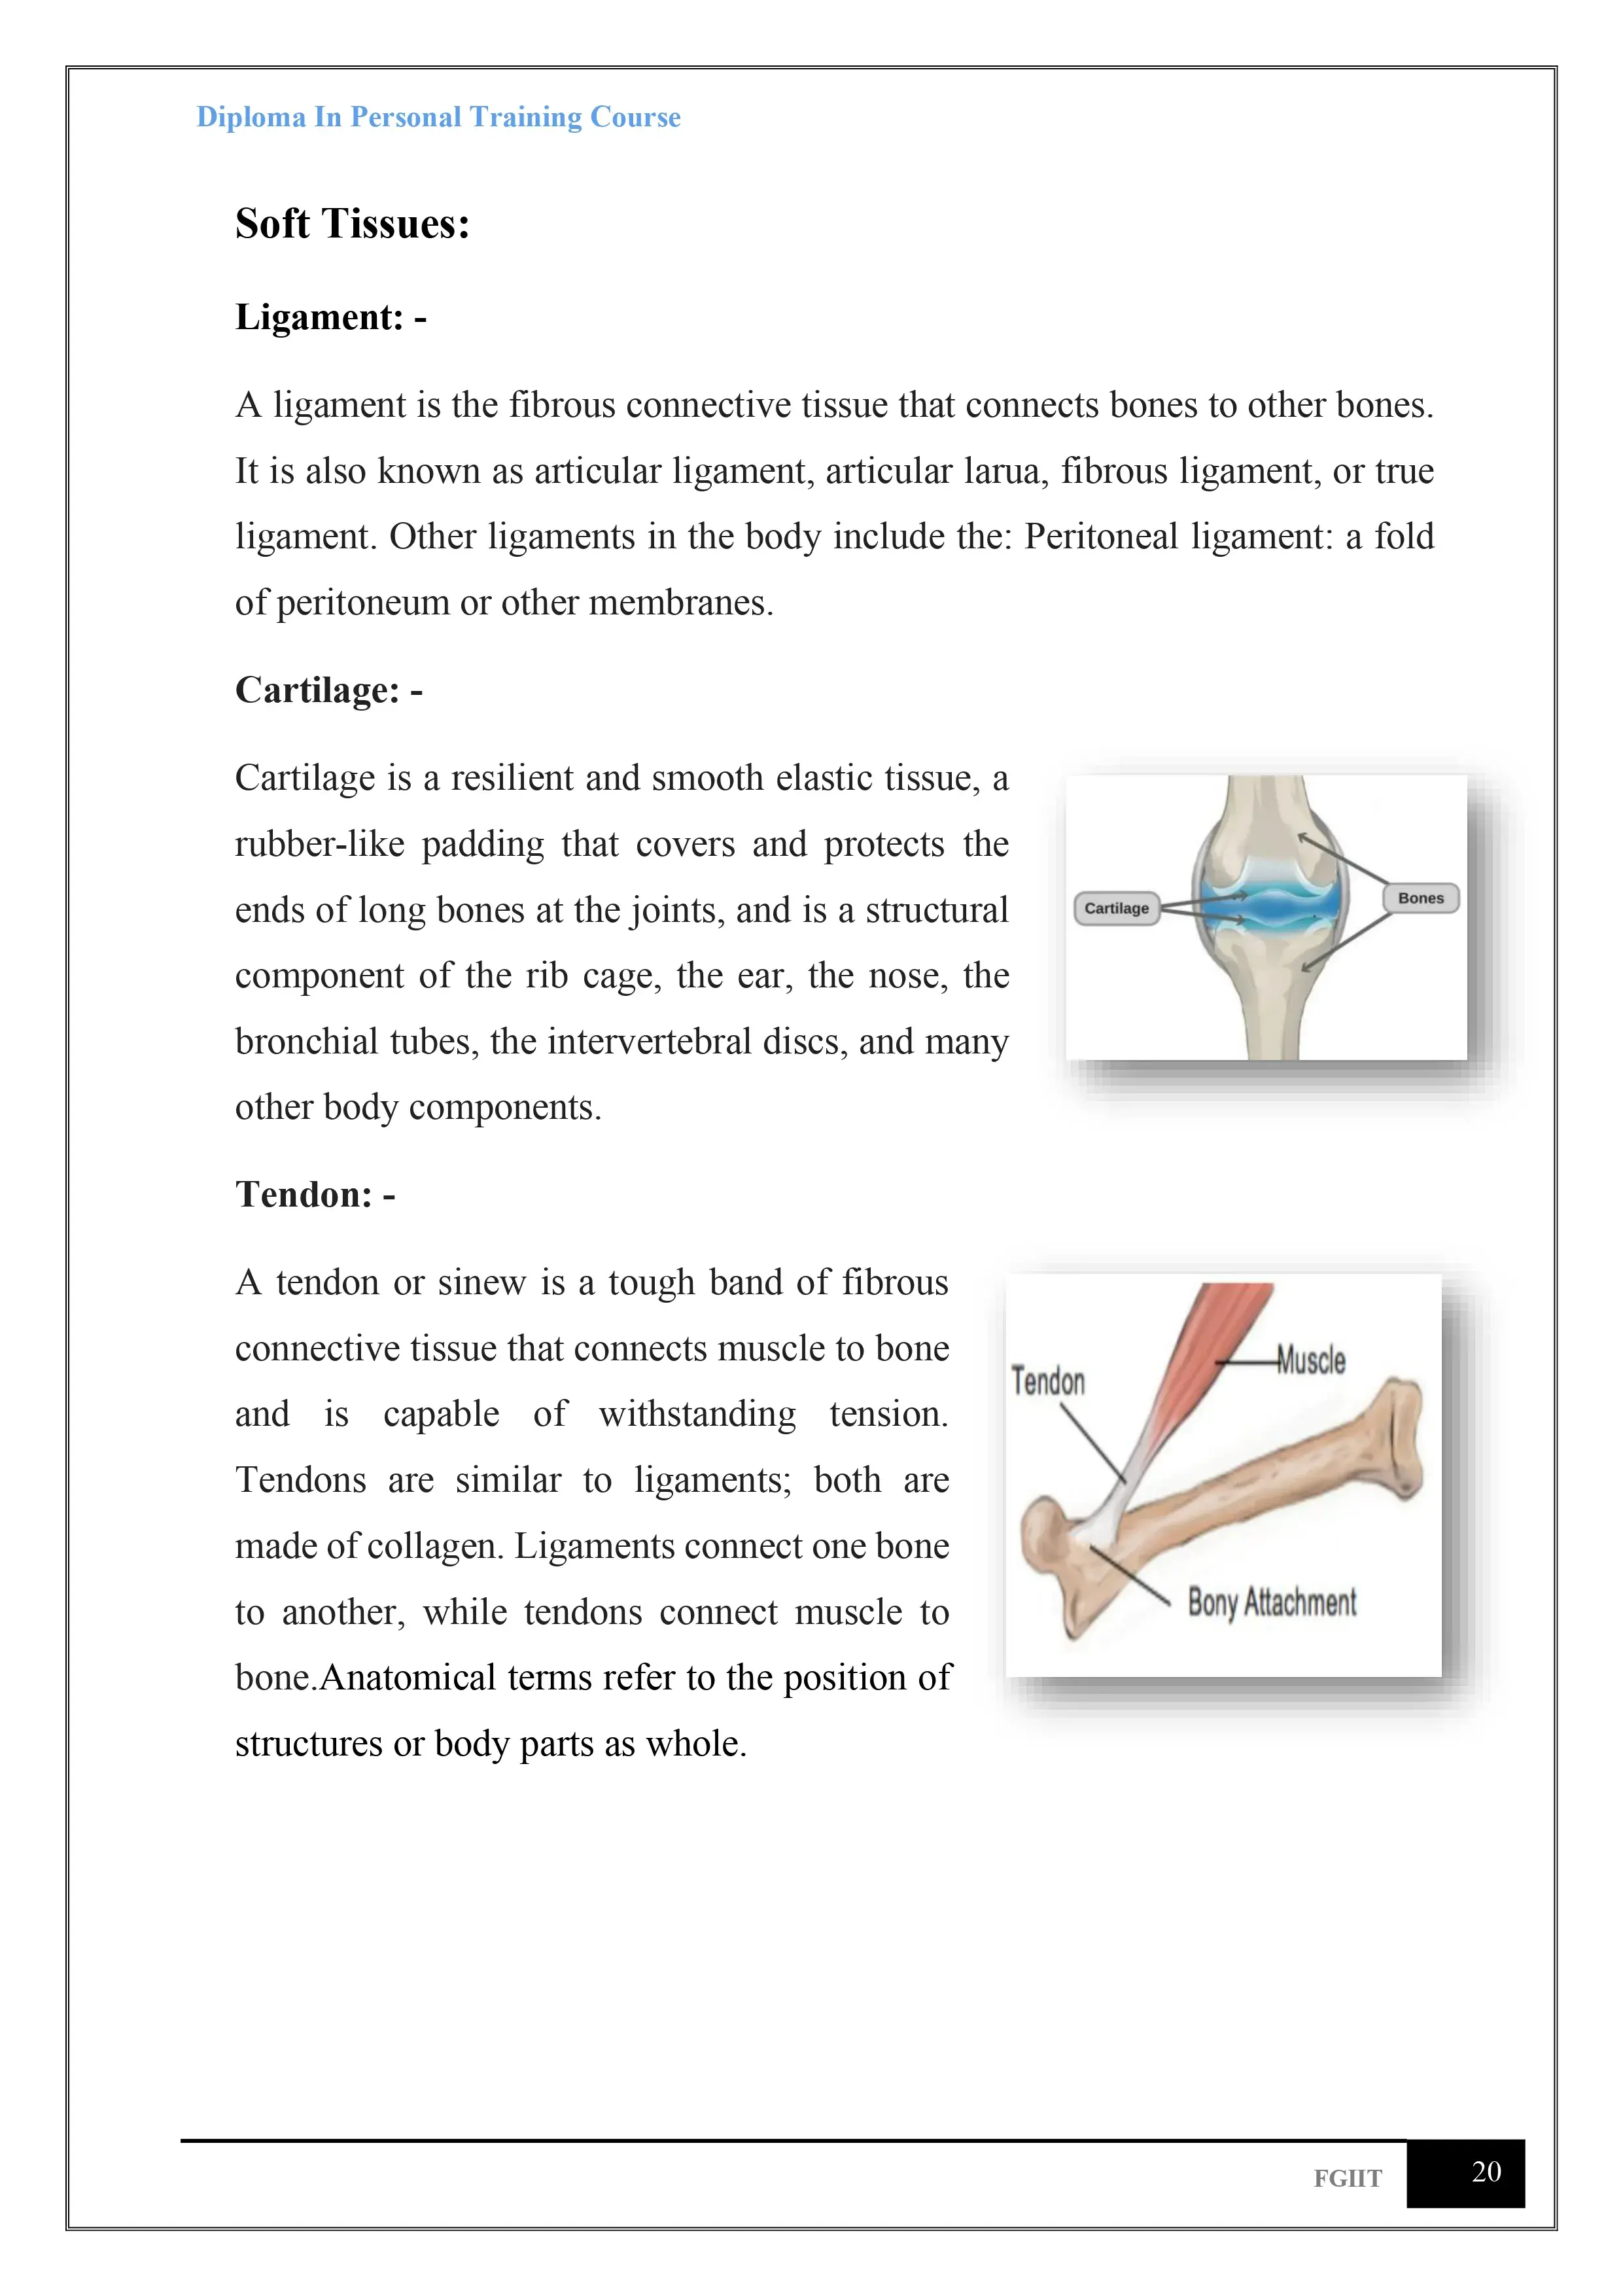 Diploma In Personal Training Course
Soft Tissues:
Ligament: -
A ligament is the fibrous connective tissue that connects bones to other bones.
It is also known as articular ligament, articular larua, fibrous ligament, or true
ligament. Other ligaments in the body include the: Peritoneal ligament: a fold
of peritoneum or other membranes.
Cartilage: -
Cartilage is a resilient and smooth elastic tissue, a
rubber-like padding that covers and protects the
ends of long bones at the joints, and is a structural
component of the rib cage, the ear, the nose, the
bronchial tubes, the intervertebral discs, and many
other body components.
Cartilage
Bones
Tendon: -
A tendon or sinew is a tough band of fibrous
connective tissue that connects muscle to bone
and is capable of withstanding tension.
Tendons are similar to ligaments; both are
made of collagen. Ligaments connect one bone
to another, while tendons connect muscle to
bone.Anatomical terms refer to the position of
structures or body parts as whole.
Tendon
Muscle
Bony Attachment
FGIIT
20